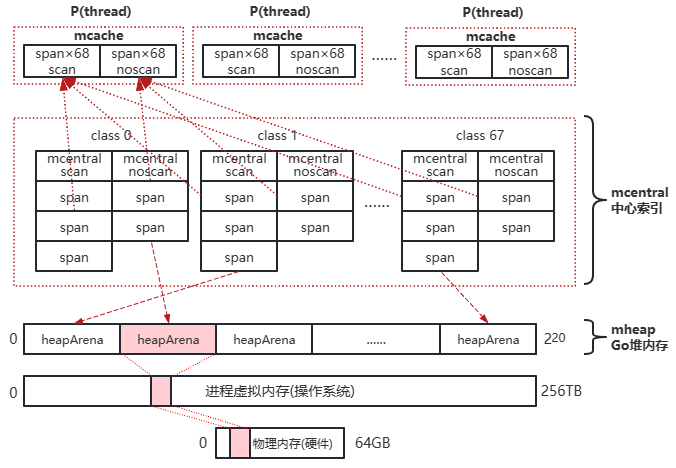 P(thread) P(thread) P(thread)
mcache mcache mcache
span×68 span×68 span×68 span×68 ...... span×68 span×68
scan noscan scan noscan scan noscan
class 0 class 1 class 67
mcentral mcentral mcentral mcentral mcentral mcentral
scan noscan scan noscan scan noscan
span span span span span span
span span span span ...... span span
span span span
mcentral
中心索引
0 heapArena heapArena heapArena ...... heapArena 2²⁰
mheap
Go堆内存
0 进程虚拟内存(操作系统) 256TB
0 物理内存(硬件) 64GB